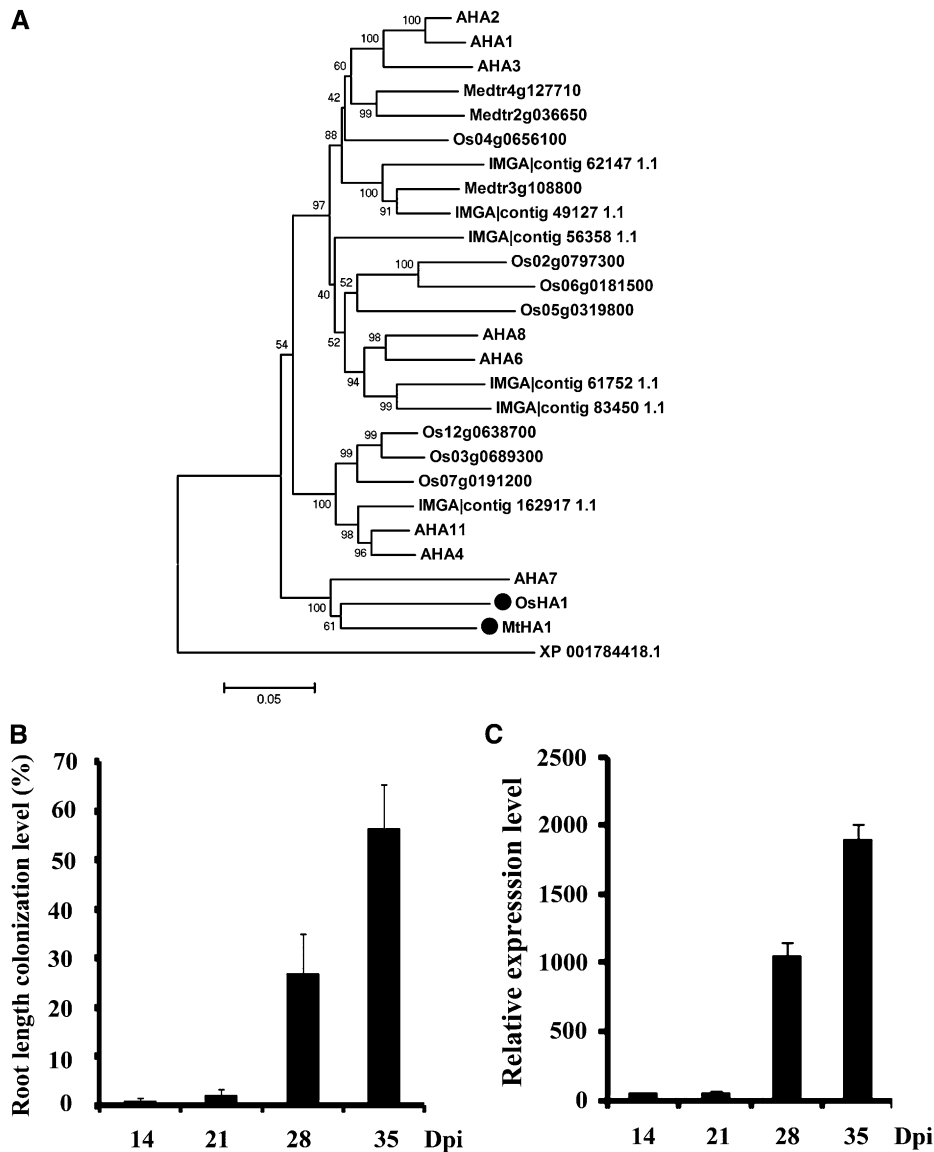 A
100
AHA2
100
AHA1
60
AHA3
42
Medtr4g127710
99
Medtr2g036650
88
Os04g0656100
IMGA|contig 62147 1.1
100
Medtr3g108800
97
91
IMGA|contig 49127 1.1
IMGA|contig 56358 1.1
100
Os02g0797300
52
Os06g0181500
40
Os05g0319800
52
98
AHA8
54
AHA6
94
IMGA|contig 61752 1.1
99
IMGA|contig 83450 1.1
99
Os12g0638700
99
Os03g0689300
Os07g0191200
100
IMGA|contig 162917 1.1
98
AHA11
96
AHA4
AHA7
100
OsHA1
61
MtHA1
XP 001784418.1
0.05
B
Root length colonization level (%)
70
60
50
40
30
20
10
0
14 21 28 35 Dpi
C
Relative expresssion level
2500
2000
1500
1000
500
0
14 21 28 35 Dpi